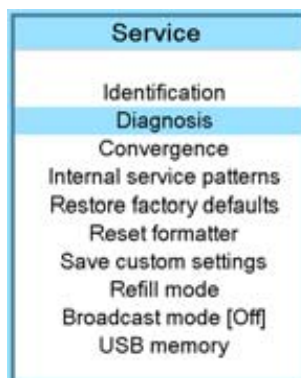 Service
Identification
Diagnosis
Convergence
Internal service patterns
Restore factory defaults
Reset formatter
Save custom settings
Refill mode
Broadcast mode [Off]
USB memory